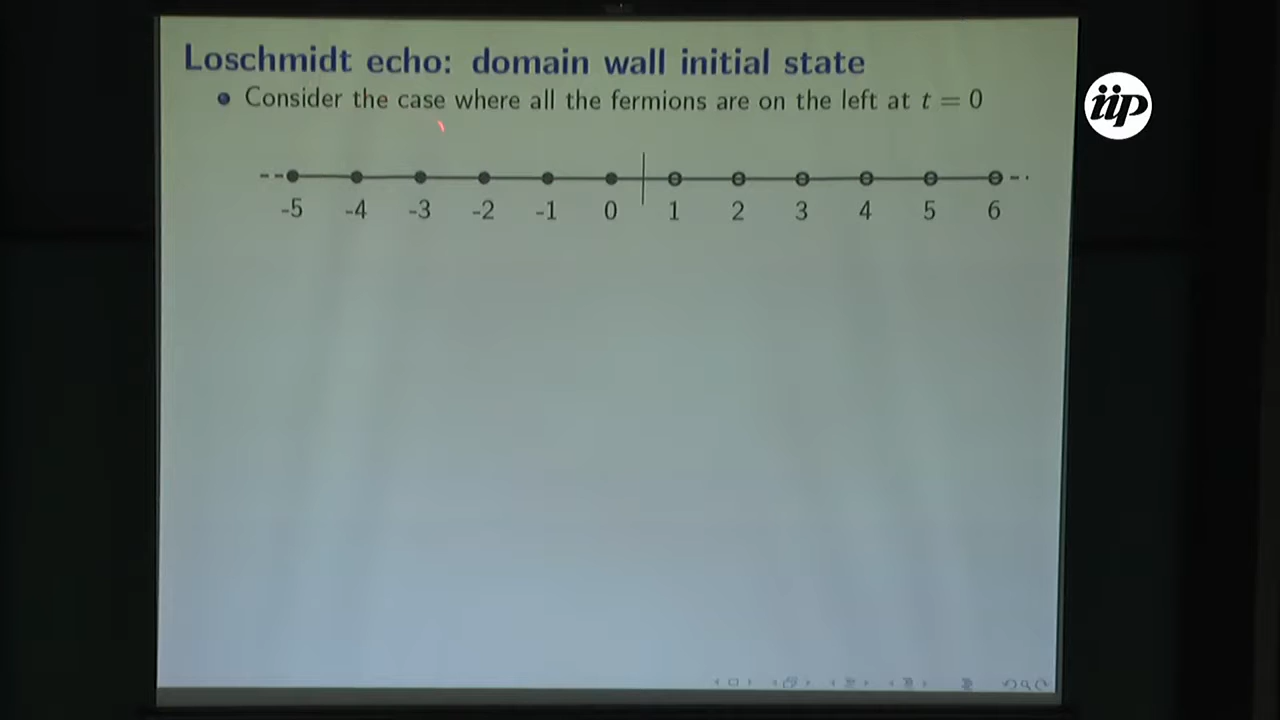 Loschmidt echo: domain wall initial state
Consider the case where all the fermions are on the left at t = 0
-5 -4 -3 -2 -1 0 1 2 3 4 5 6
iip